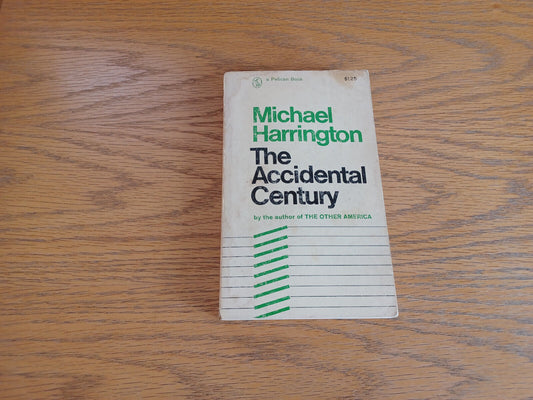 a Pelican Book
$1.25
Michael
Harrington
The
Accidental
Century
by the author of THE OTHER AMERICA